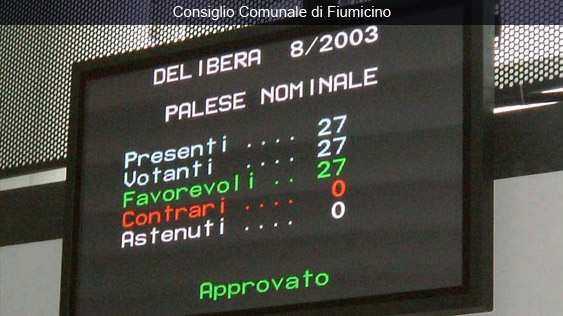 Consiglio Comunale di Fiumicino
DELIBERA 8/2003
PALESE NOMINALE
Presenti .... 27
Votanti .... 27
Favorevoli .. 27
Contrari .... 0
Astenuti .... 0
Approvato